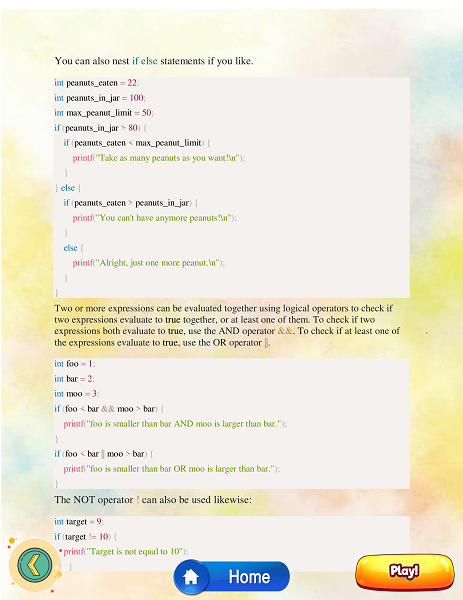 You can also nest if else statements if you like.
int peanuts_eaten = 22;
int peanuts_in_jar = 100;
int max_peanut_limit = 50;
if (peanuts_in_jar > 80) {
if (peanuts_eaten < max_peanut_limit) {
printf("Take as many peanuts as you want!\n");
}
} else {
if (peanuts_eaten > peanuts_in_jar) {
printf("You can't have anymore peanuts!\n");
}
else {
printf("Alright, just one more peanut.\n");
}
}
Two or more expressions can be evaluated together using logical operators to check if
two expressions evaluate to true together, or at least one of them. To check if two
expressions both evaluate to true, use the AND operator &&. To check if at least one of
the expressions evaluate to true, use the OR operator ||.
int foo = 1;
int bar = 2;
int moo = 3;
if (foo < bar && moo > bar) {
printf("foo is smaller than bar AND moo is larger than bar.");
}
if (foo < bar || moo > bar) {
printf("foo is smaller than bar OR moo is larger than bar.");
}
The NOT operator ! can also be used likewise:
int target = 9;
if (target != 10) {
printf("Target is not equal to 10");
}
Home
Play!